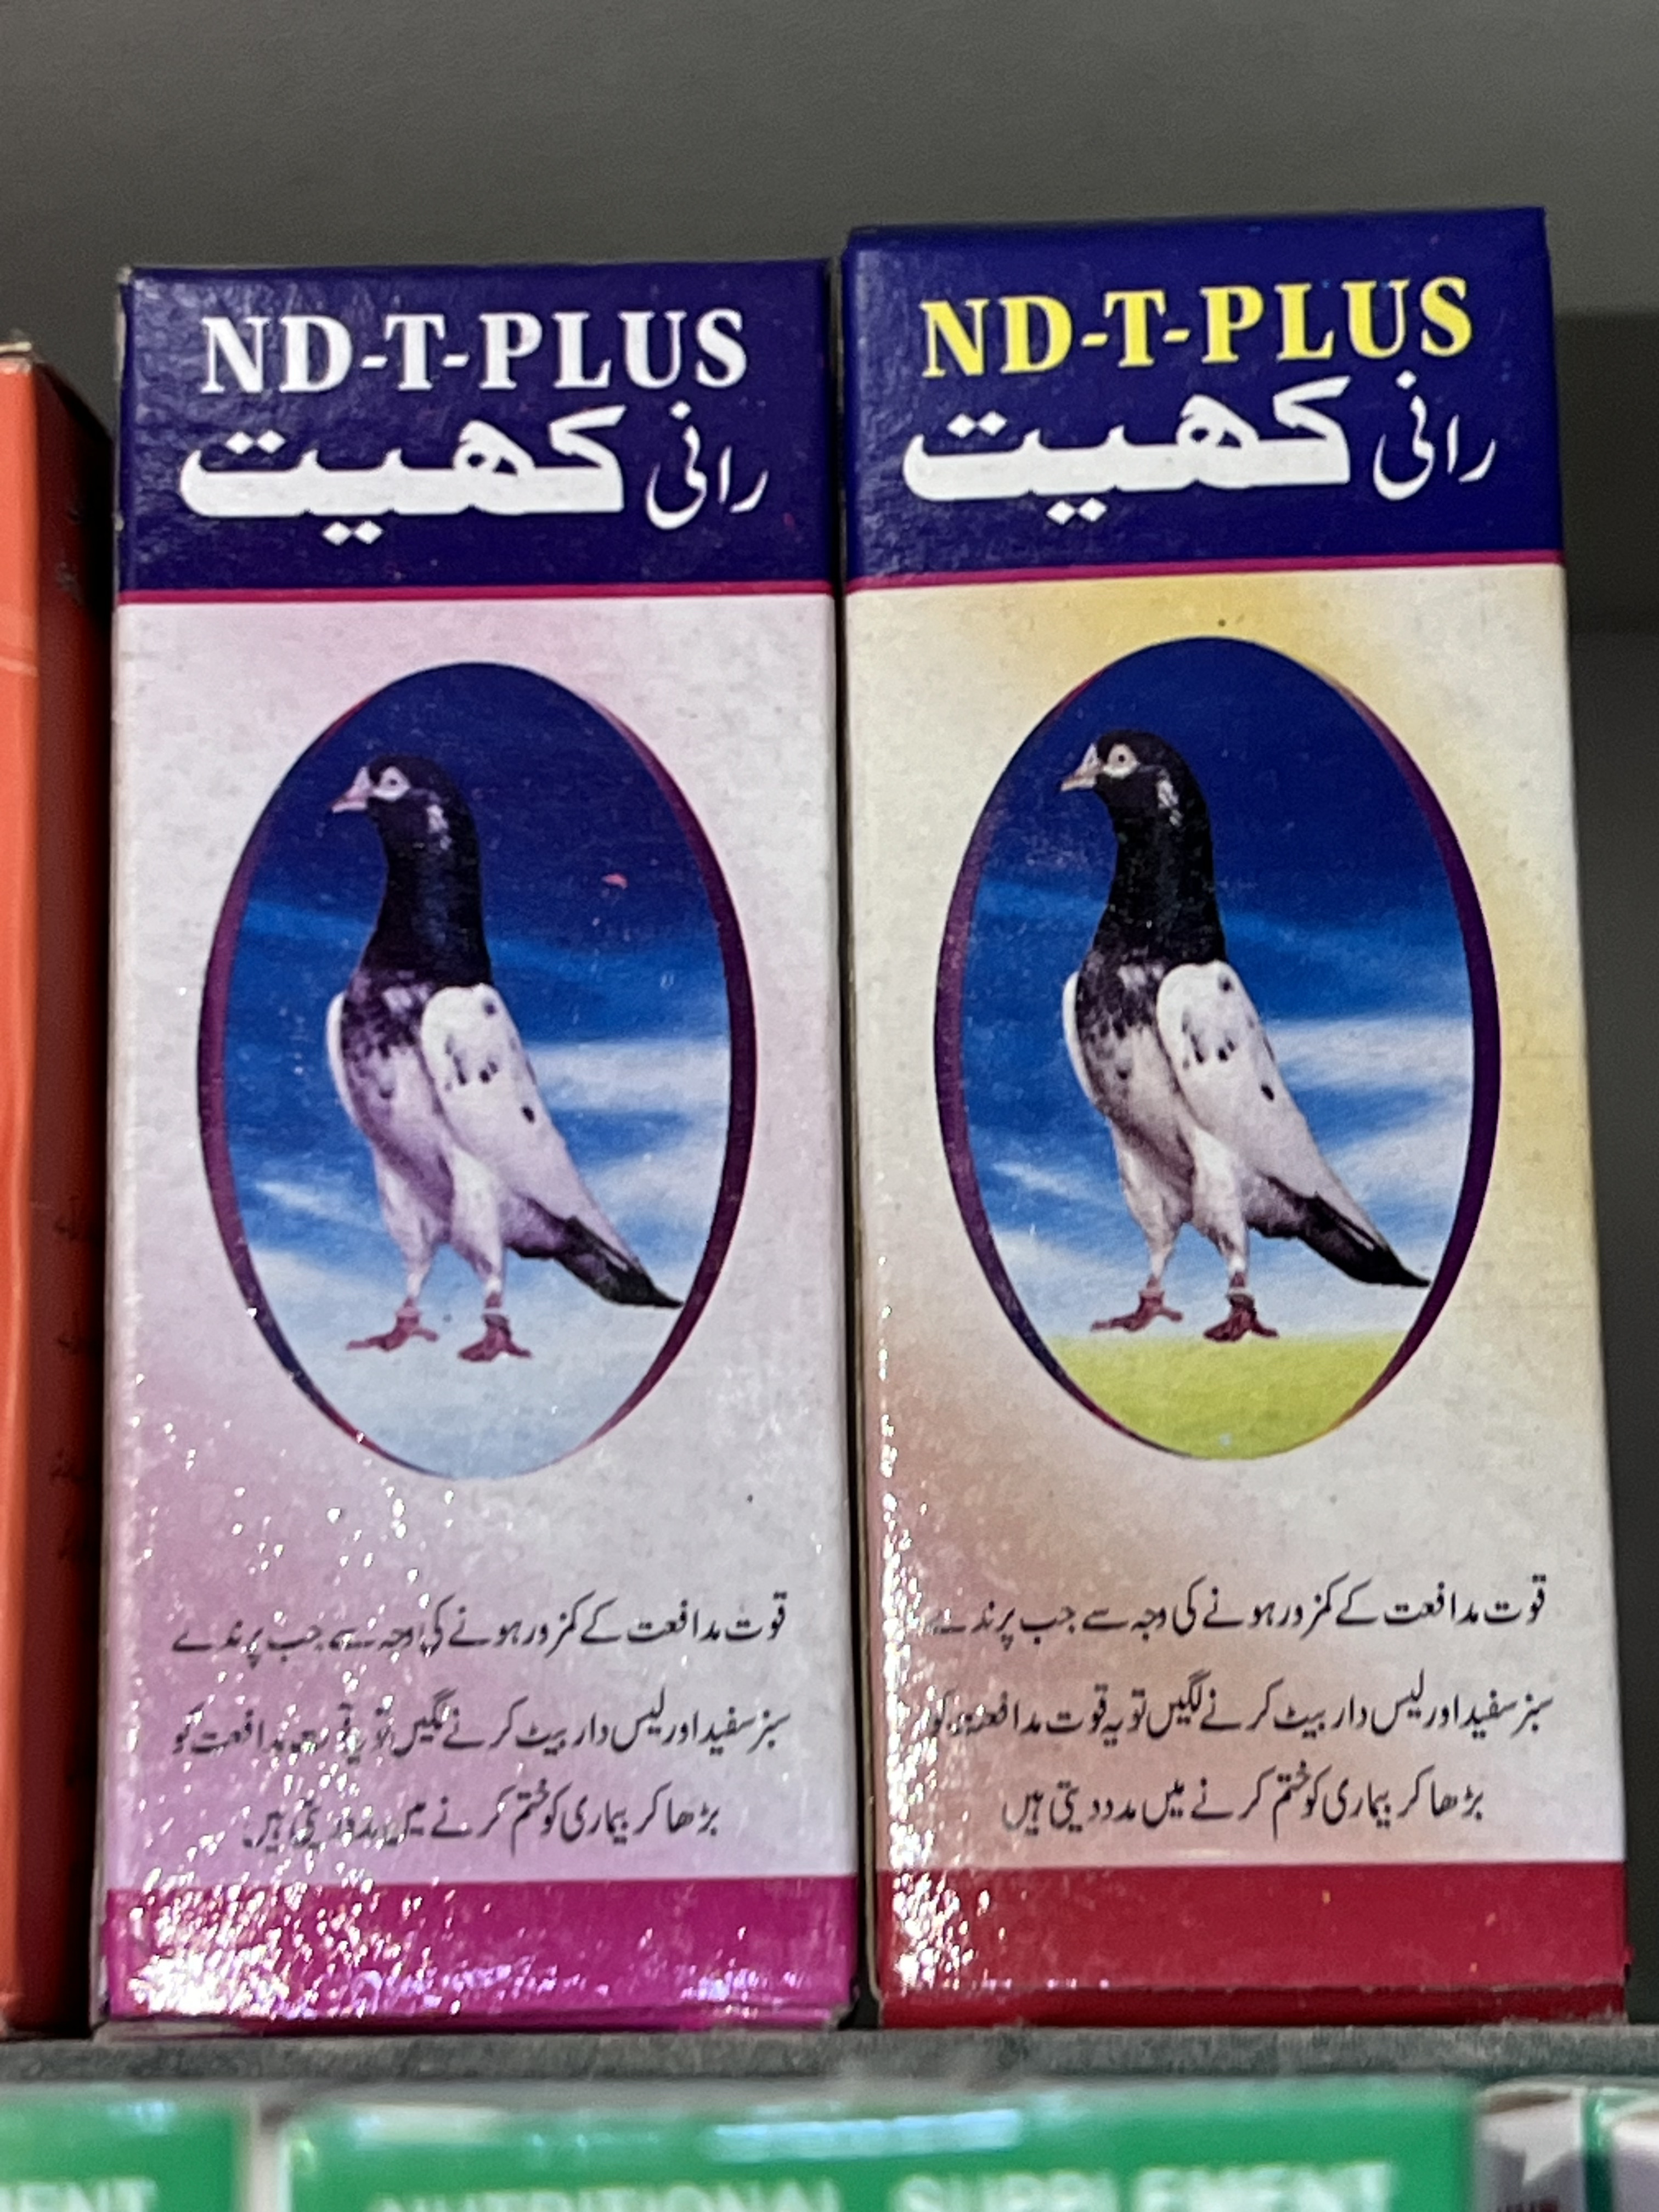 ND-T-PLUS
رانی کھیت
قوت مدافعت کے کمزور ہونے کی وجہ سے جب پرندے
سبز سفید اور لیس دار بیٹ کرنے لگیں تو یہ قوت مدافعت کو
بڑھا کر بیماری کو ختم کرنے میں مدد دیتی ہیں
ND-T-PLUS
رانی کھیت
قوت مدافعت کے کمزور ہونے کی وجہ سے جب پرندے
سبز سفید اور لیس دار بیٹ کرنے لگیں تو یہ قوت مدافعت کو
بڑھا کر بیماری کو ختم کرنے میں مدد دیتی ہیں
NUTRITIONAL SUPPLEMENT